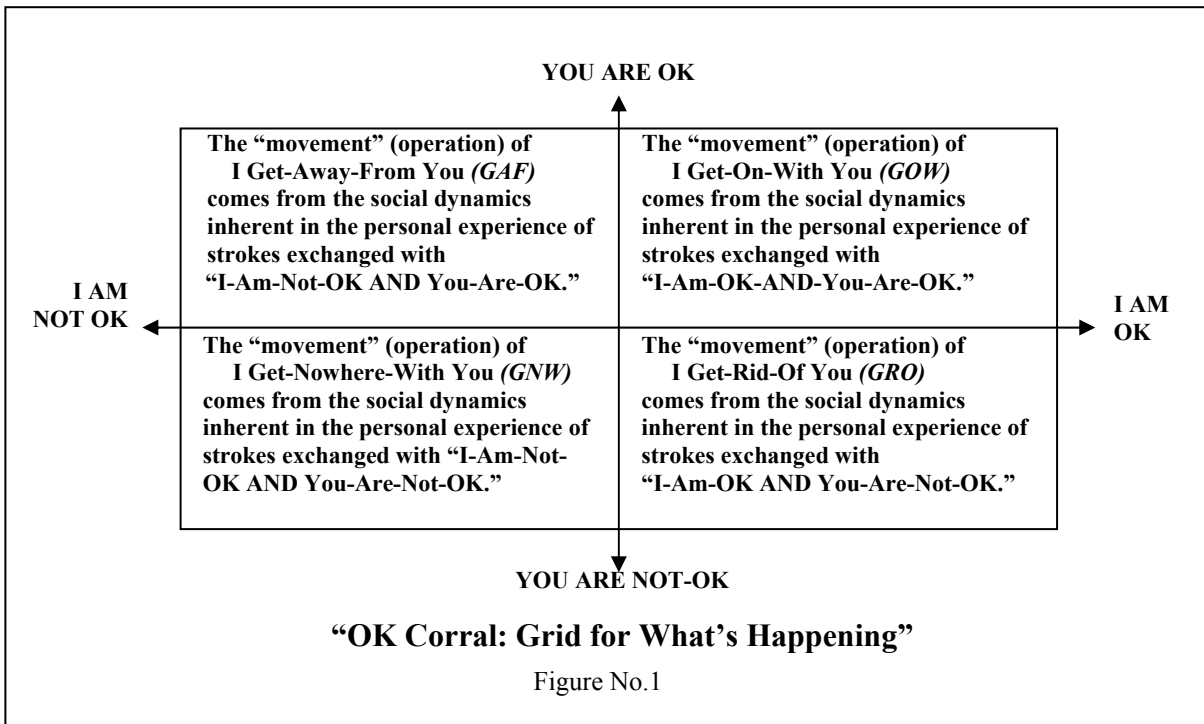 YOU ARE OK
The “movement” (operation) of
I Get-Away-From You (GAF)
comes from the social dynamics
inherent in the personal experience of
strokes exchanged with
“I-Am-Not-OK AND You-Are-OK.”
The “movement” (operation) of
I Get-On-With You (GOW)
comes from the social dynamics
inherent in the personal experience of
strokes exchanged with
“I-Am-OK-AND-You-Are-OK.”
I AM
NOT OK
I AM
OK
The “movement” (operation) of
I Get-Nowhere-With You (GNW)
comes from the social dynamics
inherent in the personal experience of
strokes exchanged with “I-Am-Not-
OK AND You-Are-Not-OK.”
The “movement” (operation) of
I Get-Rid-Of You (GRO)
comes from the social dynamics
inherent in the personal experience of
strokes exchanged with
“I-Am-OK AND You-Are-Not-OK.”
YOU ARE NOT-OK
“OK Corral: Grid for What’s Happening”
Figure No.1